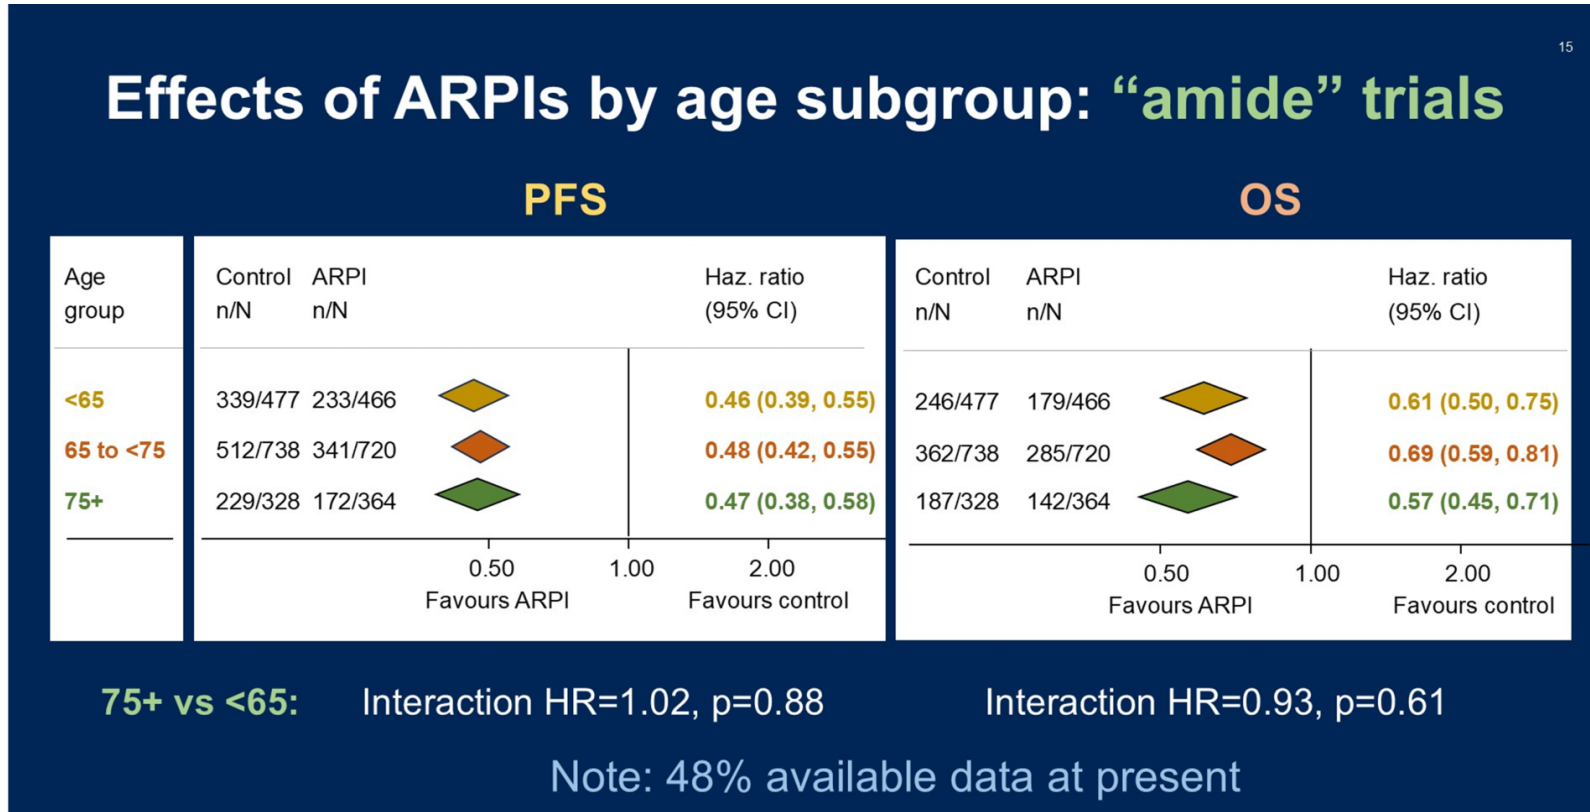 15
Effects of ARPIs by age subgroup: “amide” trials
PFS
OS
Age
group
Control ARPI Haz. ratio
n/N n/N (95% CI)
Control ARPI Haz. ratio
n/N n/N (95% CI)
<65 339/477 233/466 0.46 (0.39, 0.55) 246/477 179/466 0.61 (0.50, 0.75)
65 to <75 512/738 341/720 0.48 (0.42, 0.55) 362/738 285/720 0.69 (0.59, 0.81)
75+ 229/328 172/364 0.47 (0.38, 0.58) 187/328 142/364 0.57 (0.45, 0.71)
0.50 1.00 2.00
Favours ARPI Favours control
0.50 1.00 2.00
Favours ARPI Favours control
75+ vs <65: Interaction HR=1.02, p=0.88 Interaction HR=0.93, p=0.61
Note: 48% available data at present